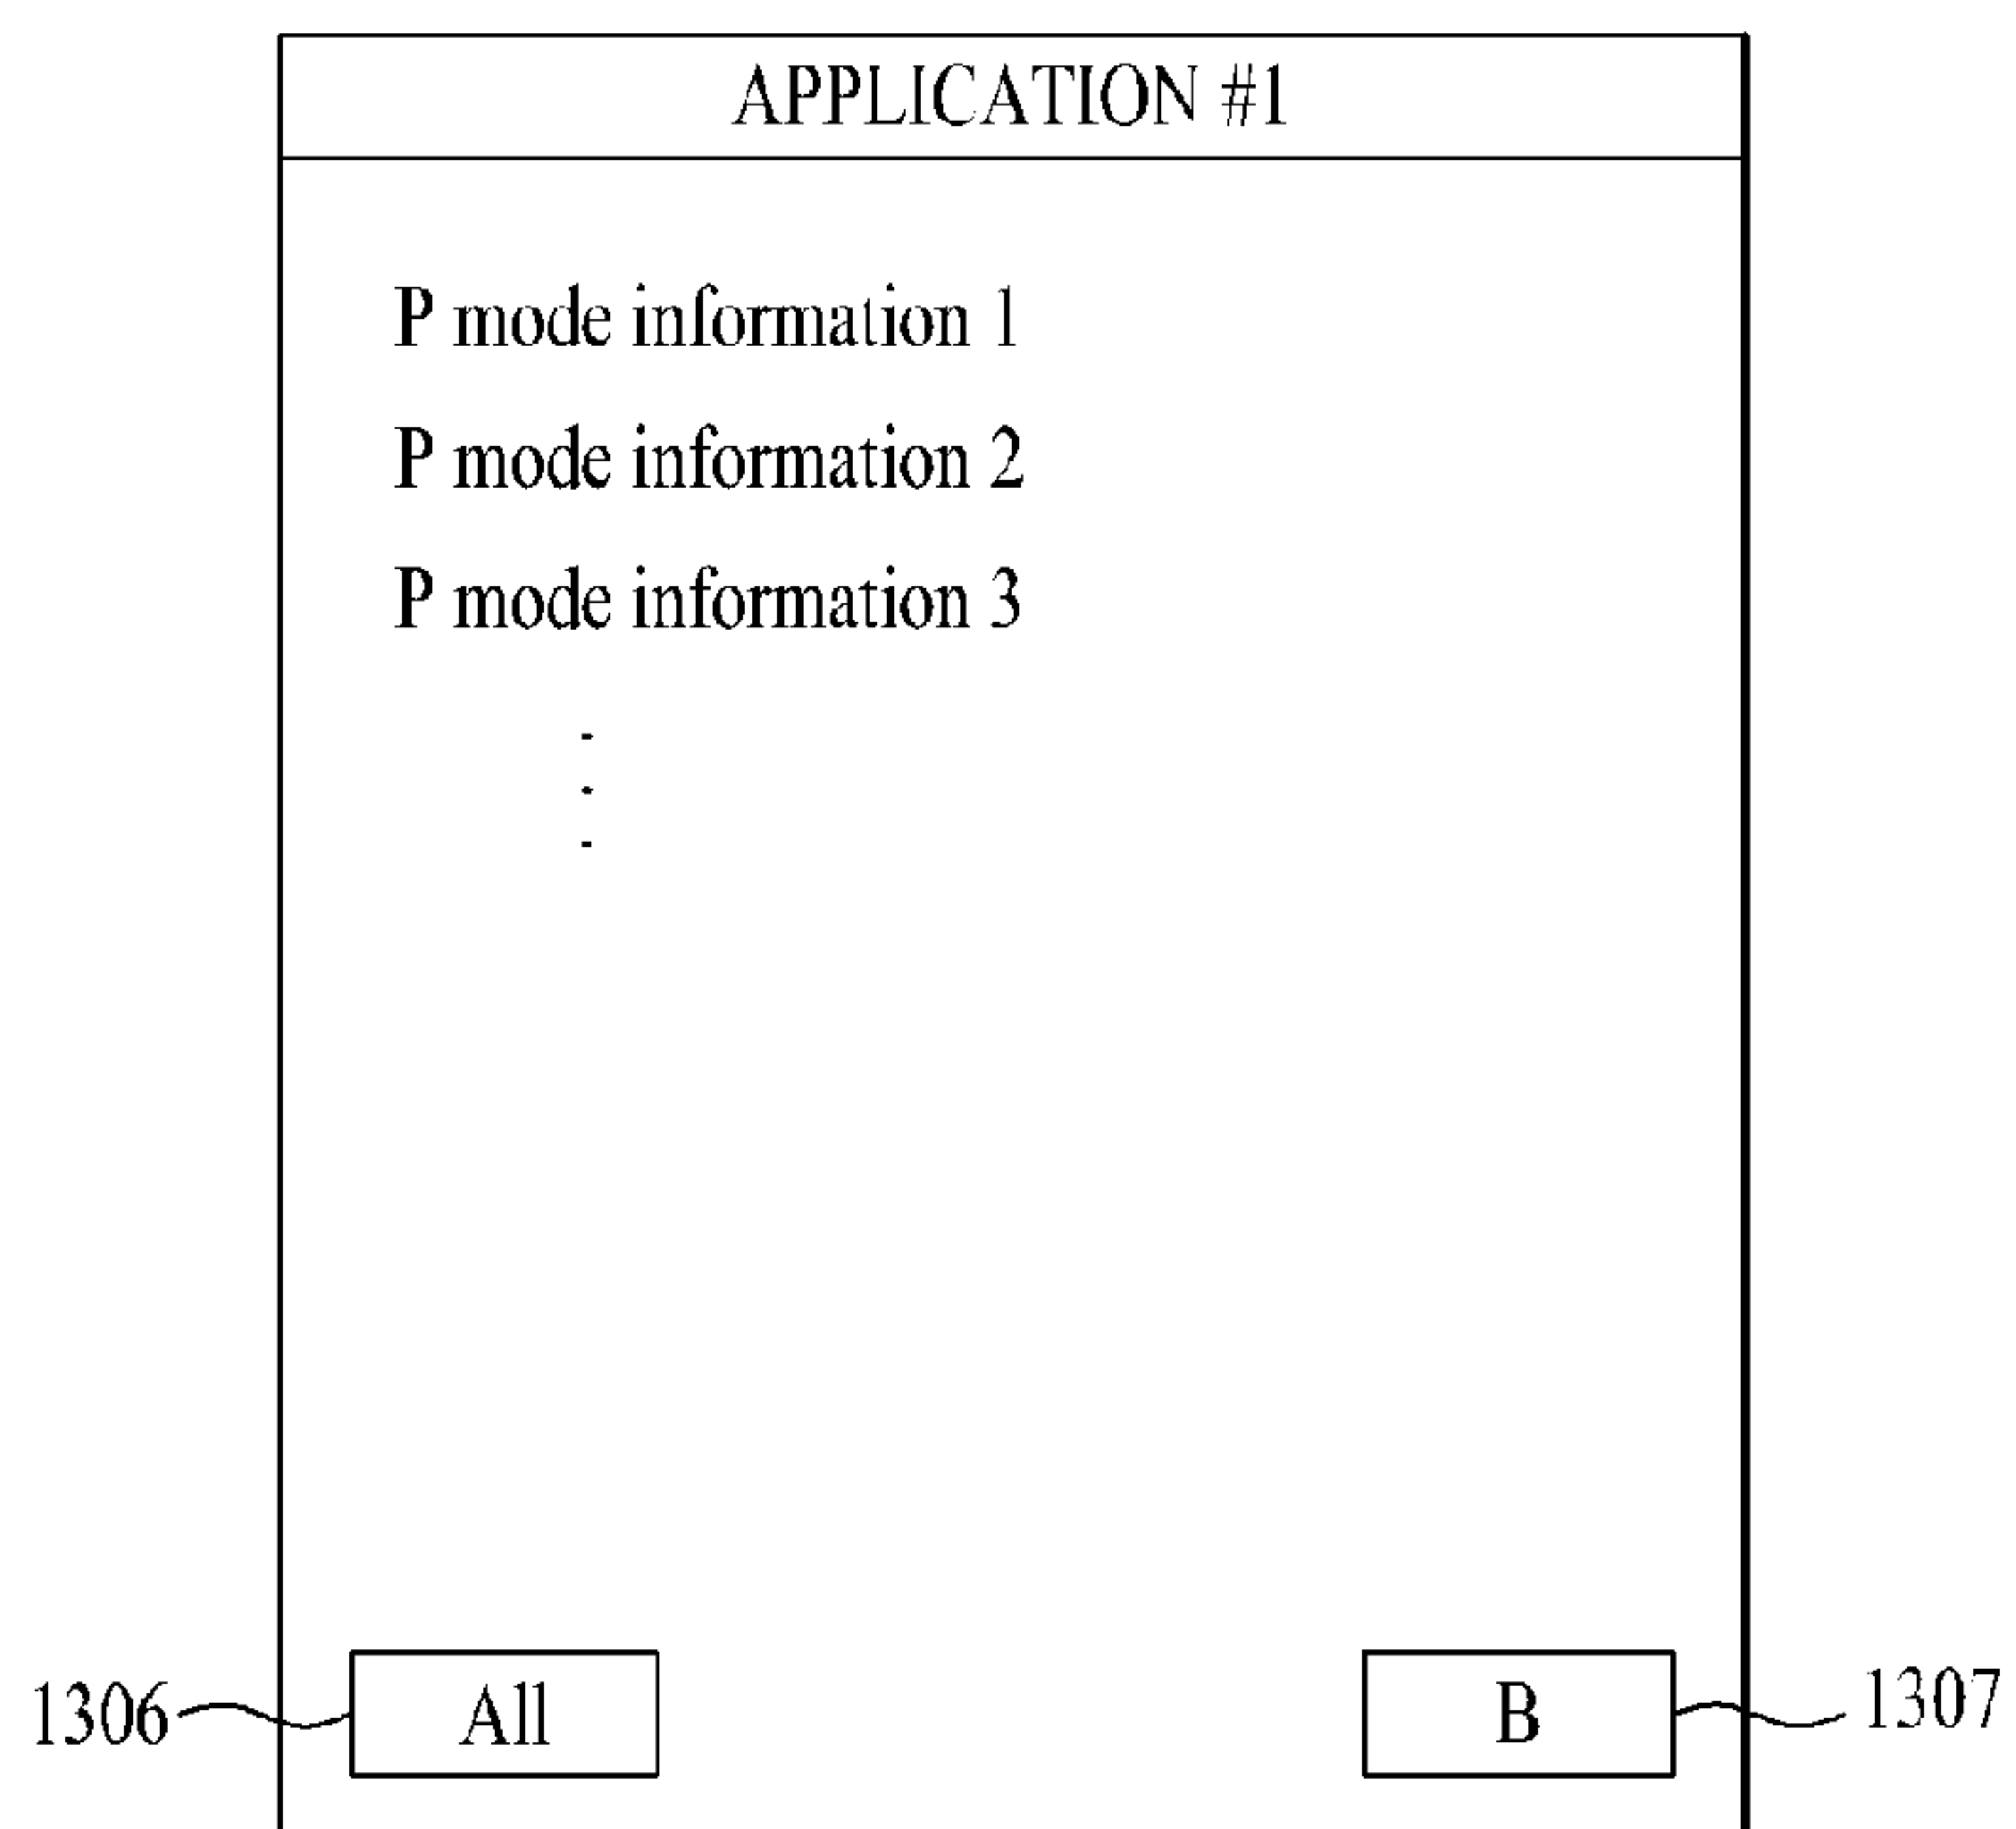 APPLICATION #1
P mode information 1
P mode information 2
P mode information 3
.
.
.
1306 All B 1307